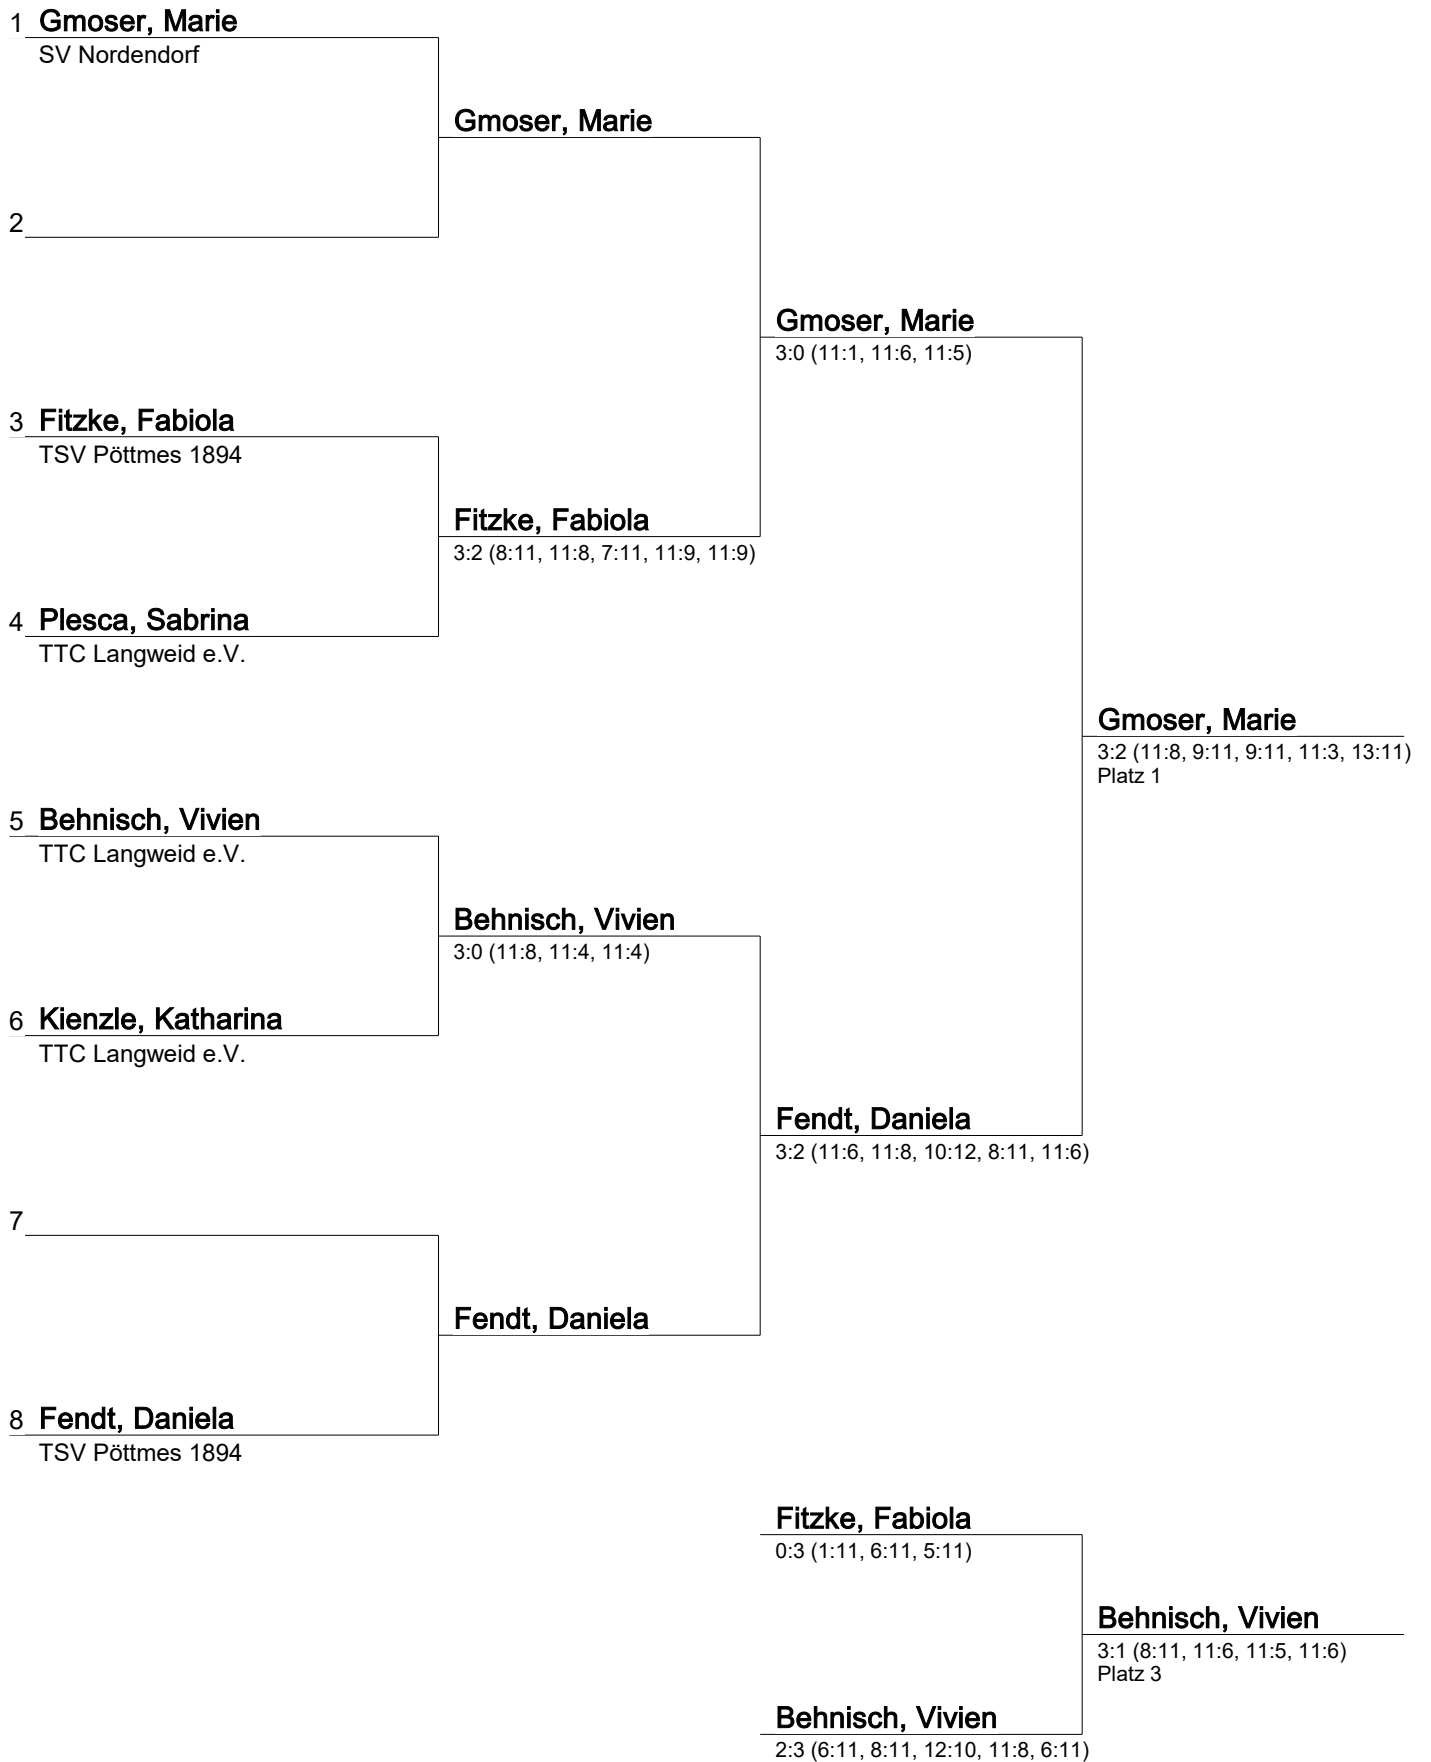 1 Gmoser, Marie
SV Nordendorf
Gmoser, Marie
2
Gmoser, Marie
3:0 (11:1, 11:6, 11:5)
3 Fitzke, Fabiola
TSV Pöttmes 1894
Fitzke, Fabiola
3:2 (8:11, 11:8, 7:11, 11:9, 11:9)
4 Plesca, Sabrina
TTC Langweid e.V.
Gmoser, Marie
3:2 (11:8, 9:11, 9:11, 11:3, 13:11)
Platz 1
5 Behnisch, Vivien
TTC Langweid e.V.
Behnisch, Vivien
3:0 (11:8, 11:4, 11:4)
6 Kienzle, Katharina
TTC Langweid e.V.
Fendt, Daniela
3:2 (11:6, 11:8, 10:12, 8:11, 11:6)
7
Fendt, Daniela
8 Fendt, Daniela
TSV Pöttmes 1894
Fitzke, Fabiola
0:3 (1:11, 6:11, 5:11)
Behnisch, Vivien
3:1 (8:11, 11:6, 11:5, 11:6)
Platz 3
Behnisch, Vivien
2:3 (6:11, 8:11, 12:10, 11:8, 6:11)